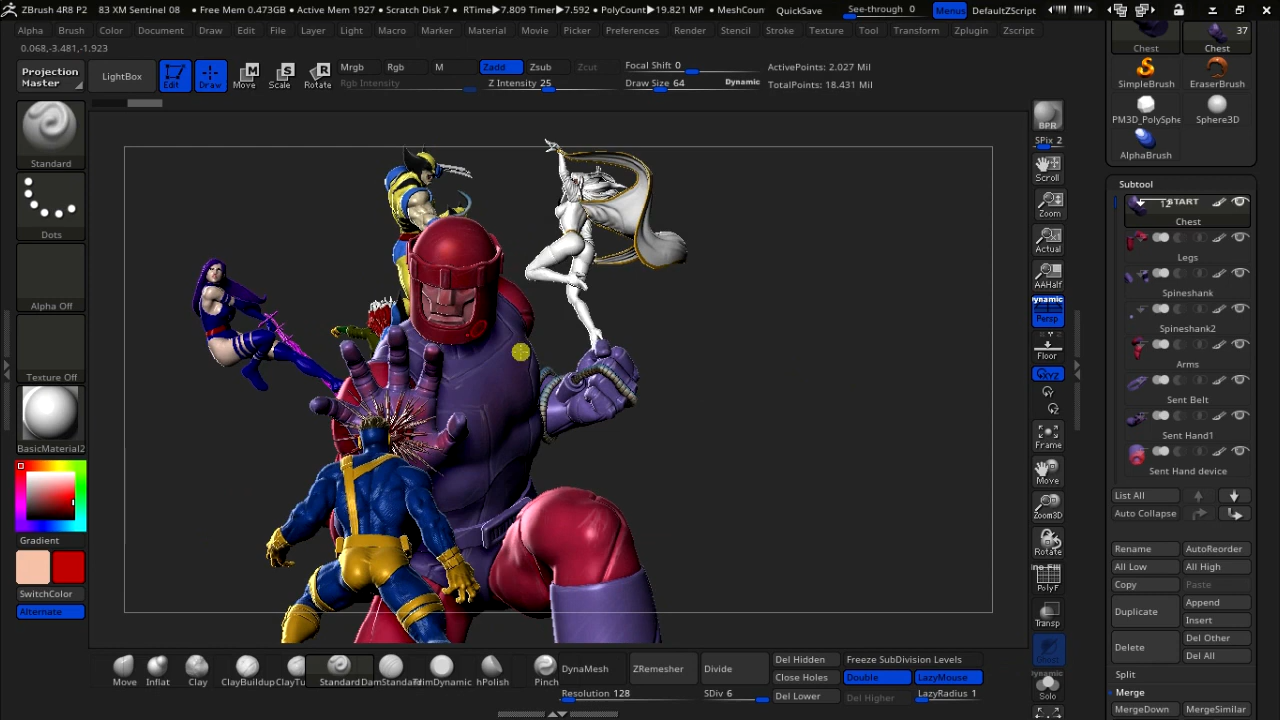 ZBrush 4R8 P2 83 XM Sentinel 08 • Free Mem 0.473GB • Active Mem 1927 • Scratch Disk 7 • RTime▶7.809 Timer▶7.592 • PolyCount▶19.821 MP • MeshCoun QuickSave See-through 0 Menus DefaultZScript
Alpha Brush Color Document Draw Edit File Layer Light Macro Marker Material Movie Picker Preferences Render Stencil Stroke Texture Tool Transform Zplugin Zscript
0.068,-3.481,-1.923
Projection
Master
LightBox
Edit
Draw
Move
Scale
Rotate
Mrgb Rgb M Zadd Zsub Zcut
Rgb Intensity Z Intensity 25
Focal Shift 0
Draw Size 64 Dynamic
ActivePoints: 2.027 Mil
TotalPoints: 18.431 Mil
Standard
Dots
Alpha Off
Texture Off
BasicMaterial2
Gradient
SwitchColor
Alternate
BPR
SPix 2
Scroll
Zoom
Actual
AAHalf
Dynamic
Persp
Floor
XYZ
Frame
Move
Zoom3D
Rotate
PolyF
Transp
Ghost
Dynamic
Solo
Chest
37
Chest
SimpleBrush
EraserBrush
PM3D_PolySphe
Sphere3D
AlphaBrush
Subtool
START
Chest
Legs
Spineshank
Spineshank2
Arms
Sent Belt
Sent Hand1
Sent Hand device
List All
Auto Collapse
Rename AutoReorder
All Low All High
Copy Paste
Duplicate Append
Insert
Delete Del Other
Del All
Split
Merge
MergeDown MergeSimilar
Move Inflat Clay ClayBuildup ClayTu Standard DamStandard TrimDynamic hPolish Pinch
DynaMesh
Resolution 128
ZRemesher
Divide
SDiv 6
Del Hidden
Close Holes
Del Lower
Freeze SubDivision Levels
Double LazyMouse
Del Higher LazyRadius 1